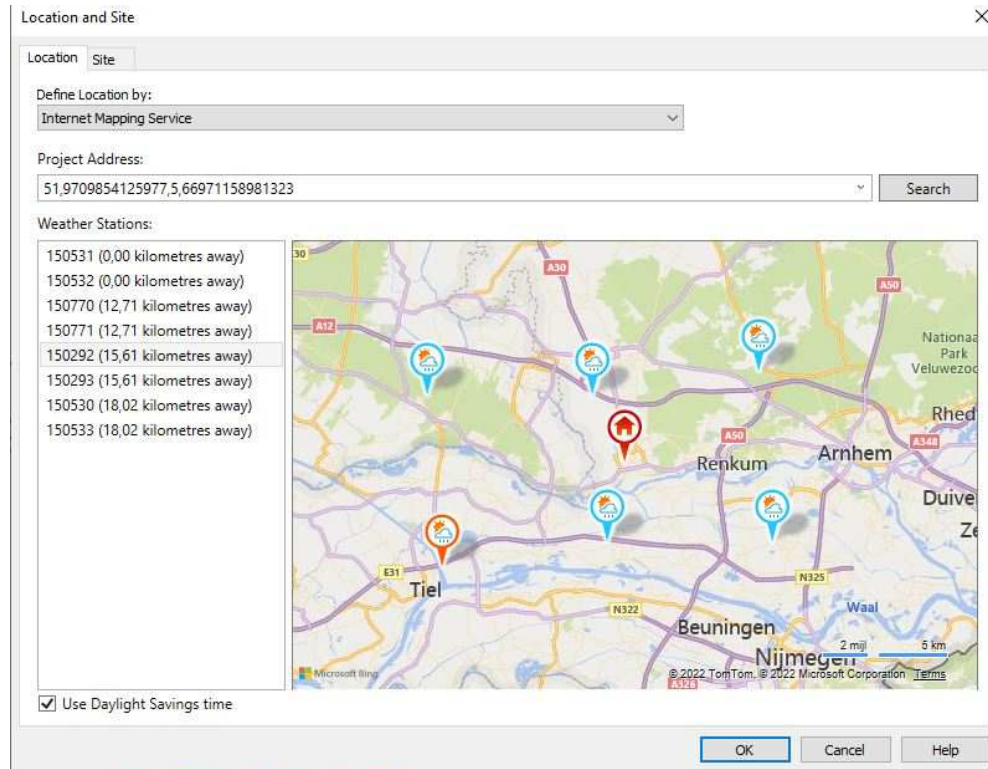 Location and Site
Location Site
Define Location by:
Internet Mapping Service
Project Address:
51,9709854125977,5,66971158981323
Search
Weather Stations:
150531 (0,00 kilometres away)
150532 (0,00 kilometres away)
150770 (12,71 kilometres away)
150771 (12,71 kilometres away)
150292 (15,61 kilometres away)
150293 (15,61 kilometres away)
150530 (18,02 kilometres away)
150533 (18,02 kilometres away)
30
A30
A50
A12
Nationaa
Park
Veluwezoo
Rhed
A50
A348
Renkum
Arnhem
Duive
Ze
E31
Tiel
N325
N322
Waal
Beuningen
2 mijl 5 km
Nijmegen
Microsoft Bing
© 2022 TomTom, © 2022 Microsoft Corporation Terms
A326
Use Daylight Savings time
OK Cancel Help